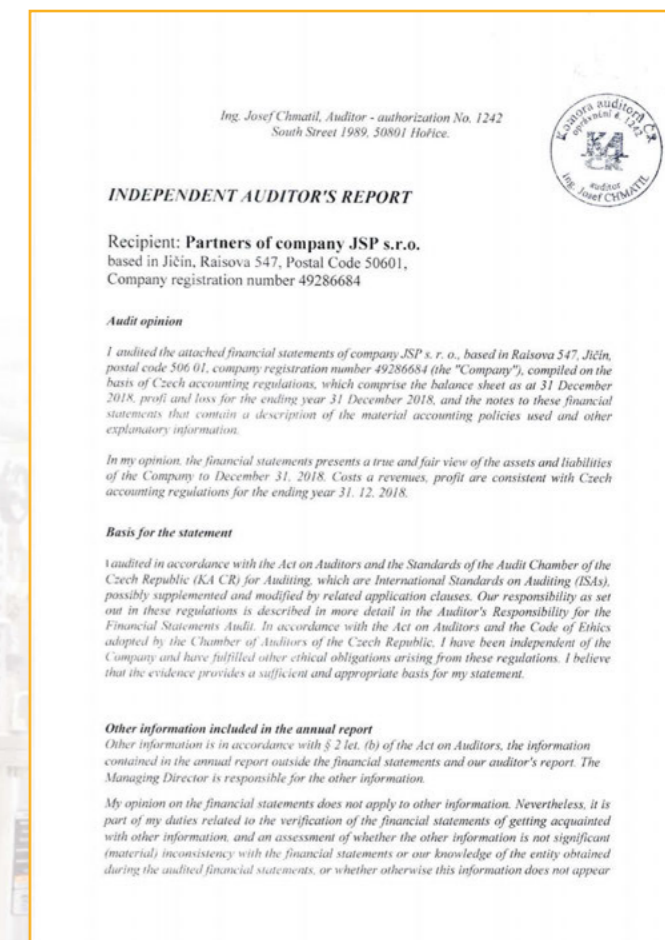 Ing. Josef Chmatil, Auditor - authorization No. 1242
South Street 1989, 50801 Hořice.
Komora auditorů ČR
oprávnění č. 1242
KA
ČR
auditor
Ing. Josef CHMATIL
INDEPENDENT AUDITOR'S REPORT
Recipient: Partners of company JSP s.r.o.
based in Jičín, Raisova 547, Postal Code 50601,
Company registration number 49286684
Audit opinion
I audited the attached financial statements of company JSP s. r. o., based in Raisova 547, Jičín,
postal code 506 01, company registration number 49286684 (the "Company"), compiled on the
basis of Czech accounting regulations, which comprise the balance sheet as at 31 December
2018, profi and loss for the ending year 31 December 2018, and the notes to these financial
statements that contain a description of the material accounting policies used and other
explanatory information.
In my opinion, the financial statements presents a true and fair view of the assets and liabilities
of the Company to December 31, 2018. Costs a revenues, profit are consistent with Czech
accounting regulations for the ending year 31. 12. 2018.
Basis for the statement
I audited in accordance with the Act on Auditors and the Standards of the Audit Chamber of the
Czech Republic (KA CR) for Auditing, which are International Standards on Auditing (ISAs),
possibly supplemented and modified by related application clauses. Our responsibility as set
out in these regulations is described in more detail in the Auditor's Responsibility for the
Financial Statements Audit. In accordance with the Act on Auditors and the Code of Ethics
adopted by the Chamber of Auditors of the Czech Republic, I have been independent of the
Company and have fulfilled other ethical obligations arising from these regulations. I believe
that the evidence provides a sufficient and appropriate basis for my statement.
Other information included in the annual report
Other information is in accordance with § 2 let. (b) of the Act on Auditors, the information
contained in the annual report outside the financial statements and our auditor's report. The
Managing Director is responsible for the other information.
My opinion on the financial statements does not apply to other information. Nevertheless, it is
part of my duties related to the verification of the financial statements of getting acquainted
with other information, and an assessment of whether the other information is not significant
(material) inconsistency with the financial statements or our knowledge of the entity obtained
during the audited financial statements, or whether otherwise this information does not appear